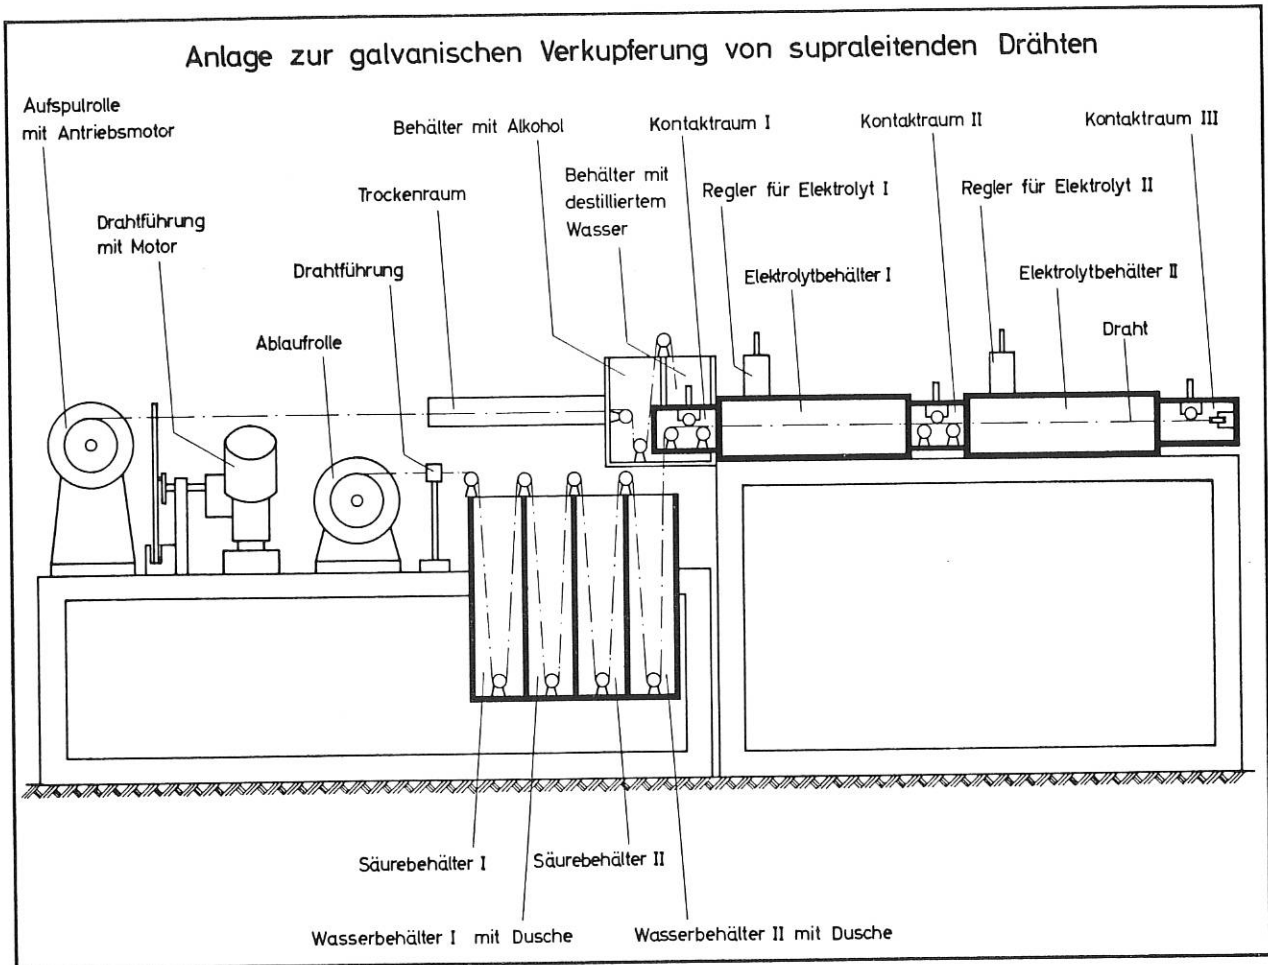 Anlage zur galvanischen Verkupferung von supraleitenden Drähten
Aufspulrolle
mit Antriebsmotor
Behälter mit Alkohol
Kontaktraum I
Kontaktraum II
Kontaktraum III
Trockenraum
Behälter mit
destilliertem
Wasser
Regler für Elektrolyt I
Regler für Elektrolyt II
Drahtführung
mit Motor
Drahtführung
Elektrolytbehälter I
Elektrolytbehälter II
Ablaufrolle
Draht
Säurebehälter I
Säurebehälter II
Wasserbehälter I mit Dusche
Wasserbehälter II mit Dusche